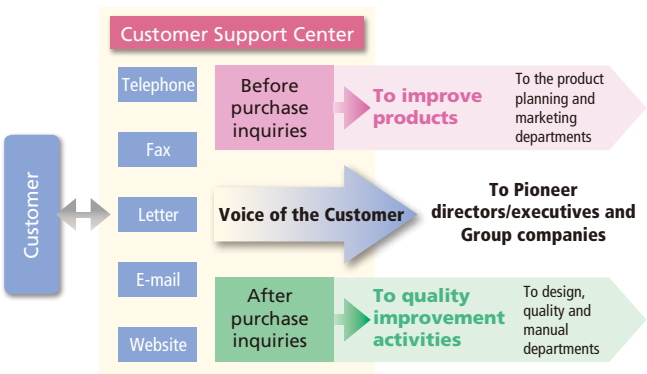 Customer Support Center
Customer
Telephone
Fax
Letter
E-mail
Website
Before
purchase
inquiries
To improve
products
To the product
planning and
marketing
departments
Voice of the Customer
To Pioneer
directors/executives and
Group companies
After
purchase
inquiries
To quality
improvement
activities
To design,
quality and
manual
departments